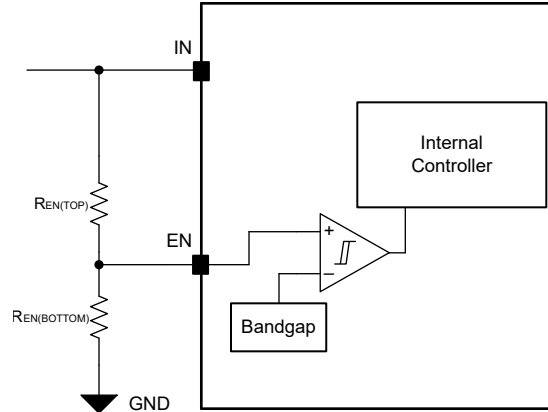 IN
Internal
Controller
REN(TOP)
EN
+
−
Bandgap
REN(BOTTOM)
GND